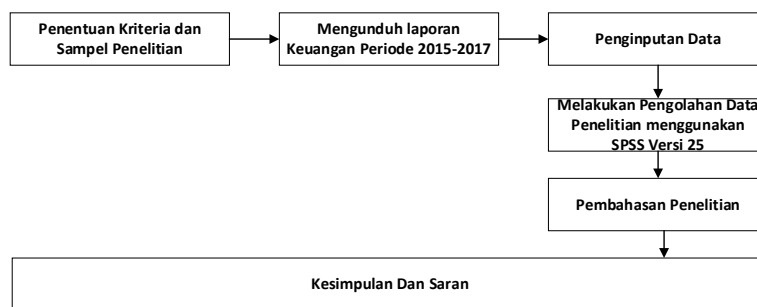 Penentuan Kriteria dan
Sampel Penelitian
Mengunduh laporan
Keuangan Periode 2015-2017
Penginputan Data
Melakukan Pengolahan Data
Penelitian menggunakan
SPSS Versi 25
Pembahasan Penelitian
Kesimpulan Dan Saran